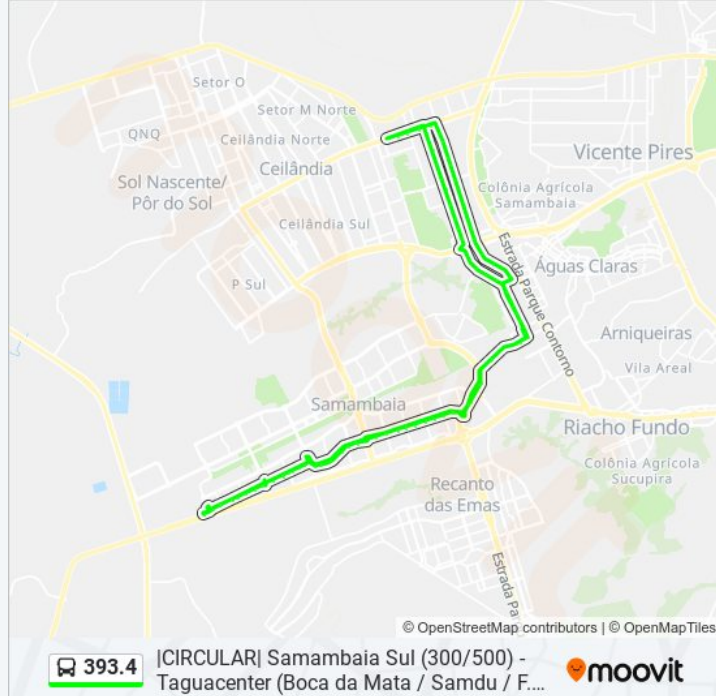 Setor O
Setor M Norte
QNQ
Ceilândia Norte
Ceilândia
Vicente Pires
Sol Nascente/
Pôr do Sol
Colônia Agrícola
Samambaia
Ceilândia Sul
Estrada Parque Contorno
Águas Claras
P Sul
Arniqueiras
Vila Areal
Samambaia
Riacho Fundo
Colônia Agrícola
Sucupira
Recanto
das Emas
Estrada Pa
© OpenStreetMap contributors | © OpenMapTiles
393.4
|CIRCULAR| Samambaia Sul (300/500) -
Taguacenter (Boca da Mata / Samdu / F....
moovit